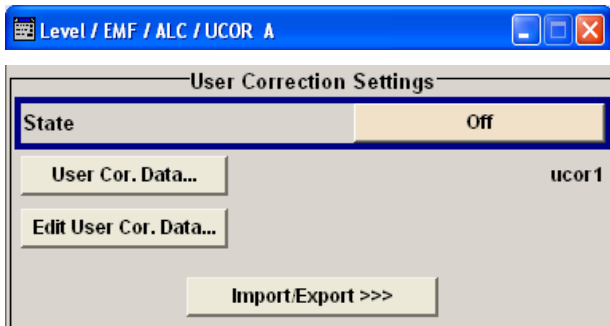 Level / EMF / ALC / UCOR A
User Correction Settings
State Off
User Cor. Data... ucor1
Edit User Cor. Data...
Import/Export >>>